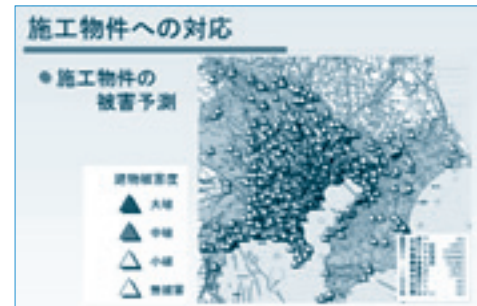 施工物件への対応
施工物件の
被害予測
建物被害度
大破
中破
小破
無被害